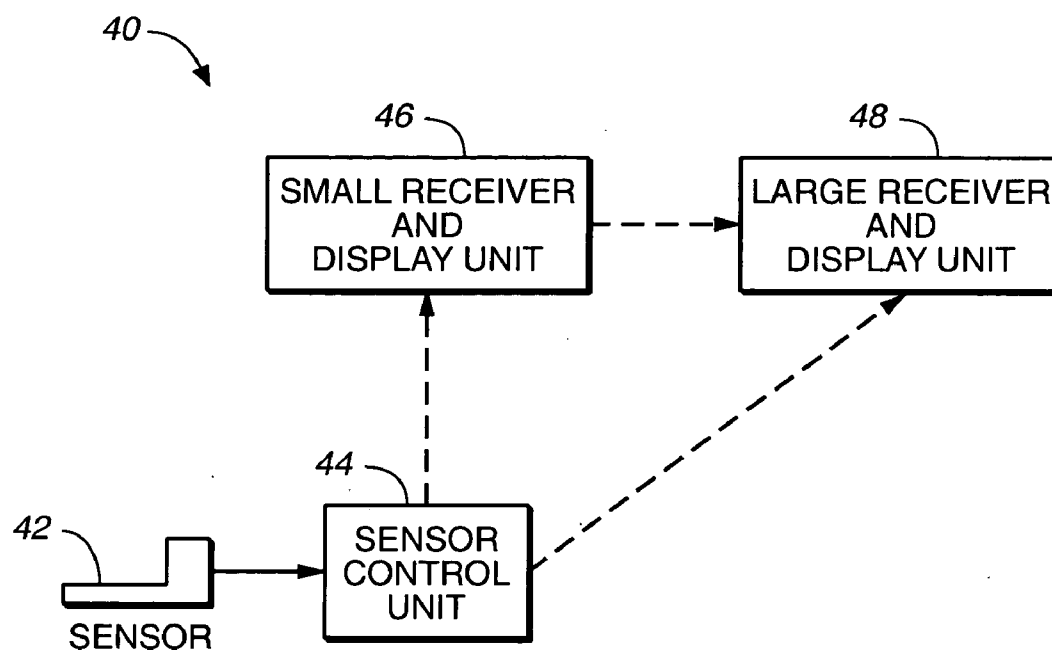 40
46
48
SMALL RECEIVER
AND
DISPLAY UNIT
LARGE RECEIVER
AND
DISPLAY UNIT
44
42
SENSOR
CONTROL
UNIT
SENSOR